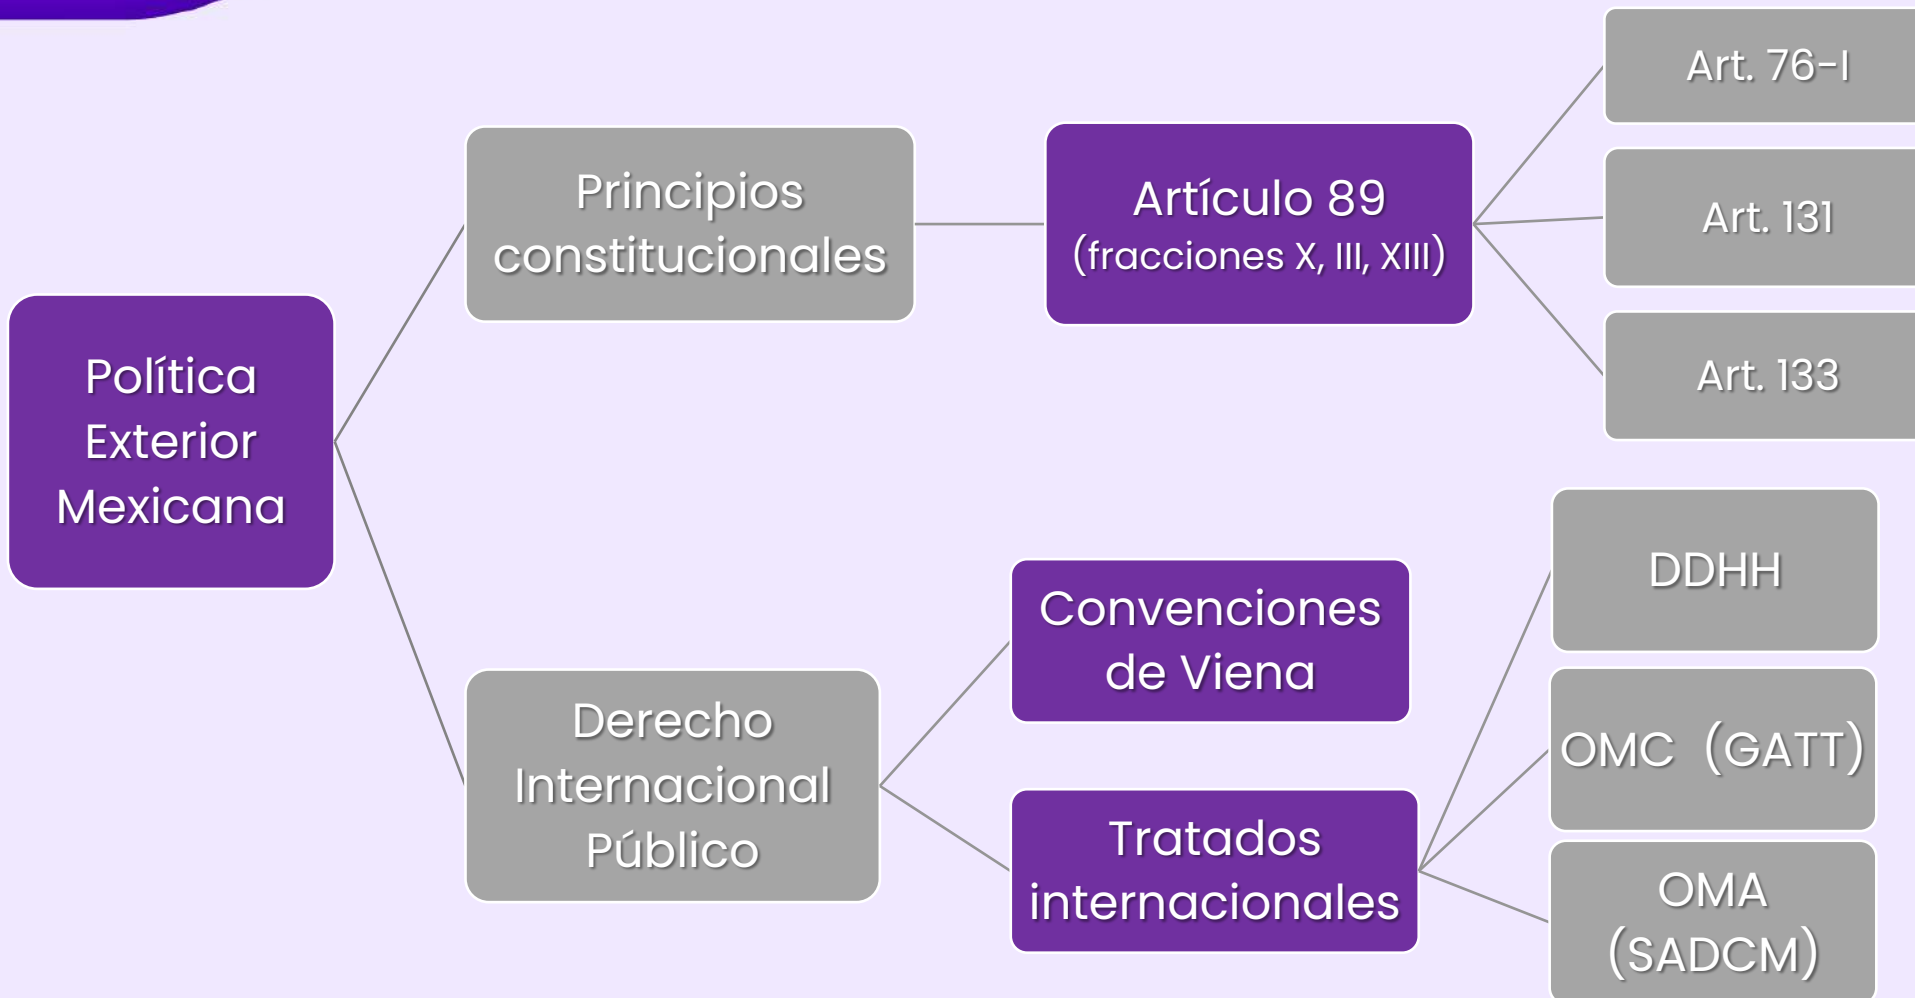 Política
Exterior
Mexicana
Principios
constitucionales
Artículo 89
(fracciones X, III, XIII)
Art. 76-I
Art. 131
Art. 133
Derecho
Internacional
Público
Convenciones
de Viena
Tratados
internacionales
DDHH
OMC (GATT)
OMA
(SADCM)